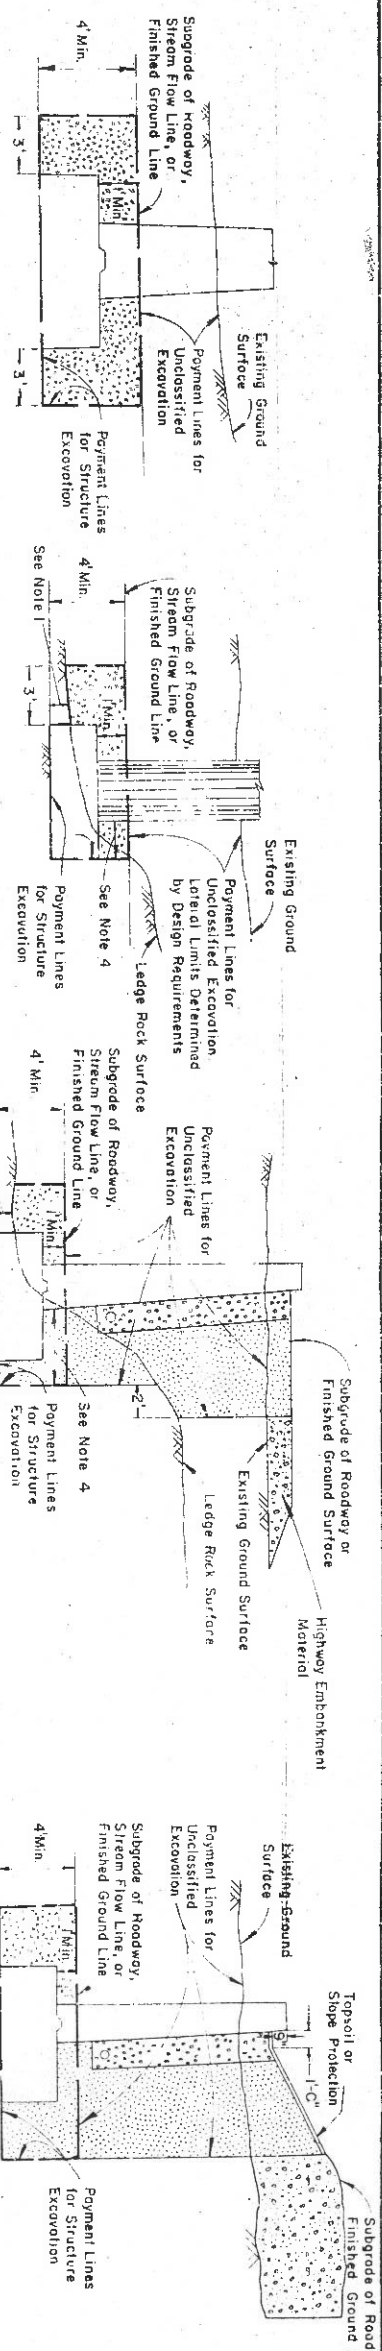 Subgrade of Roadway,
Stream Flow Line, or
Finished Ground Line
4' Min.
1' Min.
3'
3'
Existing Ground
Surface
Payment Lines for
Unclassified
Excavation
Payment Lines
for Structure
Excavation
Subgrade of Roadway,
Stream Flow Line, or
Finished Ground Line
4' Min.
1' Min.
See Note 1
3'
Existing Ground
Surface
Payment Lines for
Unclassified Excavation.
Lateral Limits Determined
by Design Requirements
Ledge Rock Surface
See Note 4
Payment Lines
for Structure
Excavation
Payment Lines for
Unclassified
Excavation
Subgrade of Roadway,
Stream Flow Line, or
Finished Ground Line
4' Min.
1' Min.
Subgrade of Roadway or
Finished Ground Surface
Highway Embankment
Material
Existing Ground Surface
Ledge Rock Surface
2'
See Note 4
Payment Lines
for Structure
Excavation
Existing Ground
Surface
Payment Lines for
Unclassified
Excavation
Subgrade of Roadway,
Stream Flow Line, or
Finished Ground Line
4' Min.
1' Min.
Topsoil or
Slope Protection
9"
Subgrade of Road
Finished Ground
Payment Lines
for Structure
Excavation